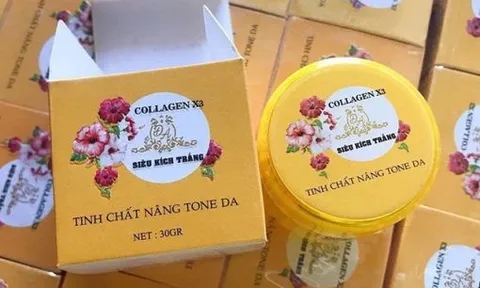 COLLAGEN X3
SIÊU KÍCH TRẮNG
TINH CHẤT NÂNG TONE DA
NET : 30GR
COLLAGEN X3
SIÊU KÍCH TRẮNG
TINH CHẤT NÂNG TONE DA